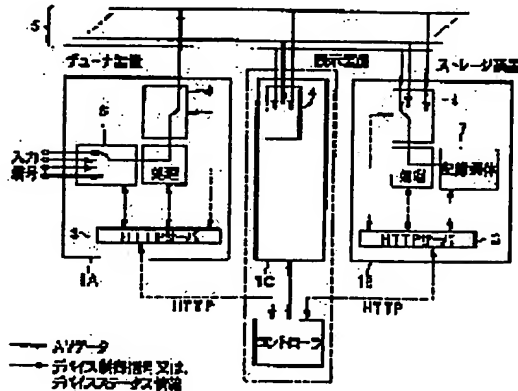 5
チューナ装置
表示装置
ストレージ装置
4
4
6
7
入力
信号
処理
処理
記録媒体
3
HTTPサーバ
HTTPサーバ
3
1A
1C
1B
HTTP
HTTP
コントローラ
AVデータ
デバイス制御信号又は、
デバイスステータス情報